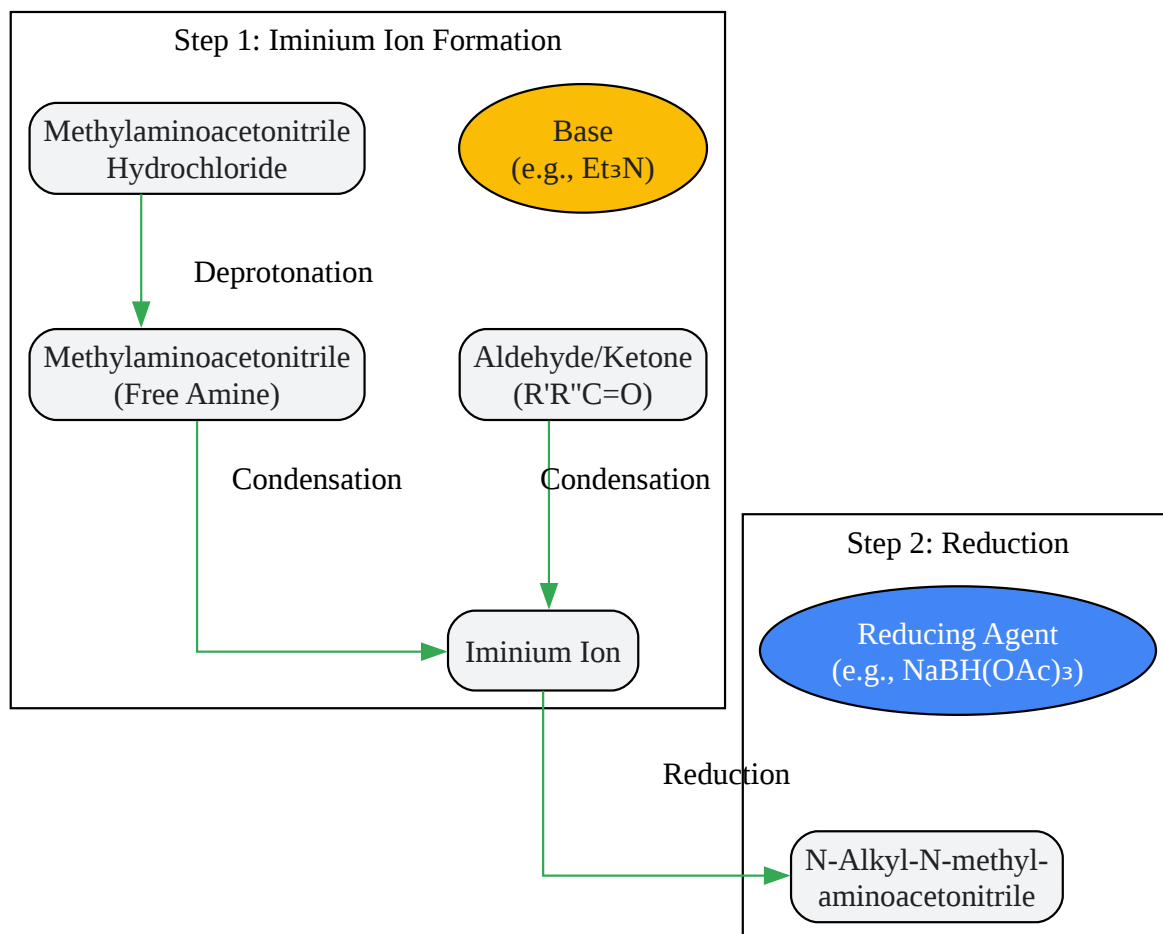 Step 1: Iminium Ion Formation
Methylaminoacetonitrile
Hydrochloride
Base
(e.g., Et₃N)
Deprotonation
Methylaminoacetonitrile
(Free Amine)
Aldehyde/Ketone
(R'R"C=O)
Condensation
Condensation
Iminium Ion
Step 2: Reduction
Reducing Agent
(e.g., NaBH(OAc)₃)
Reduction
N-Alkyl-N-methyl-
aminoacetonitrile